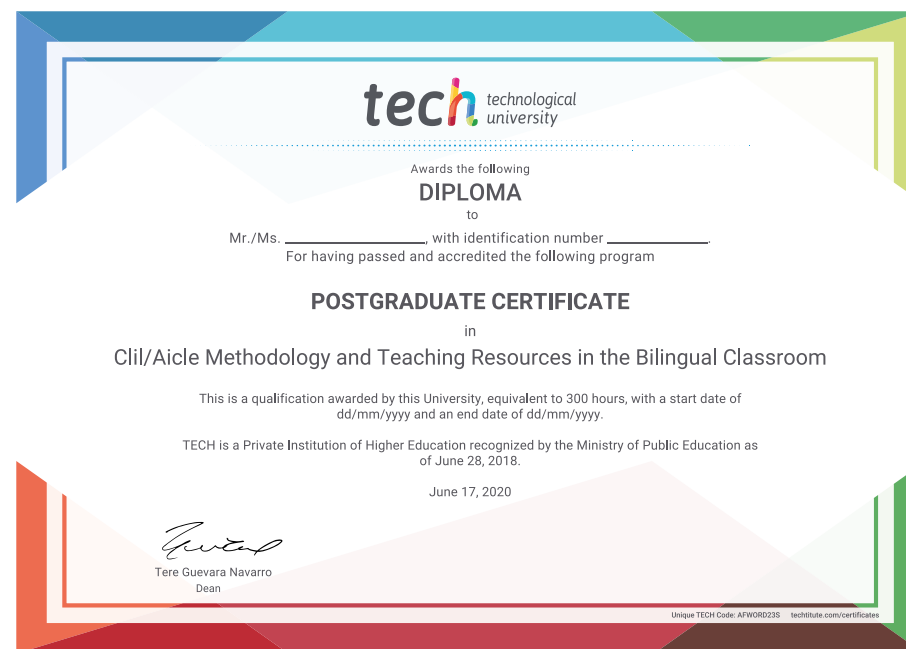 tech technological
university
Awards the following
DIPLOMA
to
Mr./Ms. ____________, with identification number ____________.
For having passed and accredited the following program
POSTGRADUATE CERTIFICATE
in
Clil/Aicle Methodology and Teaching Resources in the Bilingual Classroom
This is a qualification awarded by this University, equivalent to 300 hours, with a start date of
dd/mm/yyyy and an end date of dd/mm/yyyy.
TECH is a Private Institution of Higher Education recognized by the Ministry of Public Education as
of June 28, 2018.
June 17, 2020
Tere Guevara Navarro
Dean
Unique TECH Code: AFWORD23S techtitute.com/certificates